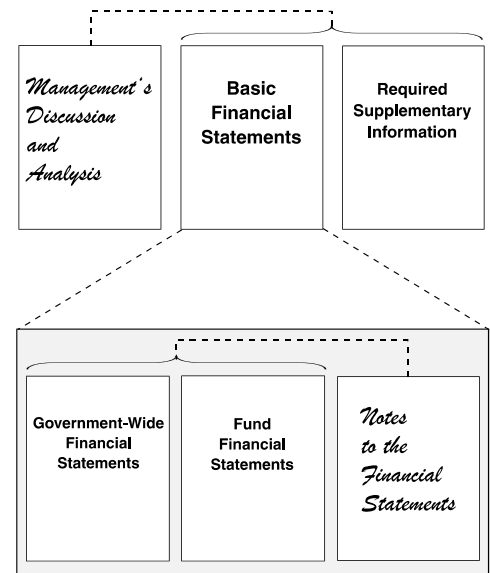 Management's
Discussion
and
Analysis
Basic
Financial
Statements
Required
Supplementary
Information
Government-Wide
Financial
Statements
Fund
Financial
Statements
Notes
to the
Financial
Statements